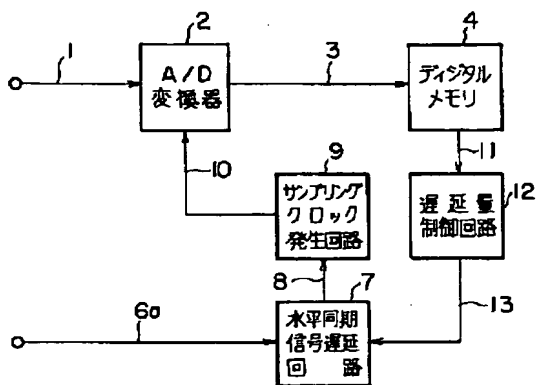 1
2
A/D
変換器
3
4
ディジタル
メモリ
10
9
サンプリング
クロック
発生回路
11
遅延量
制御回路
12
8
7
13
6a
水平同期
信号遅延
回路